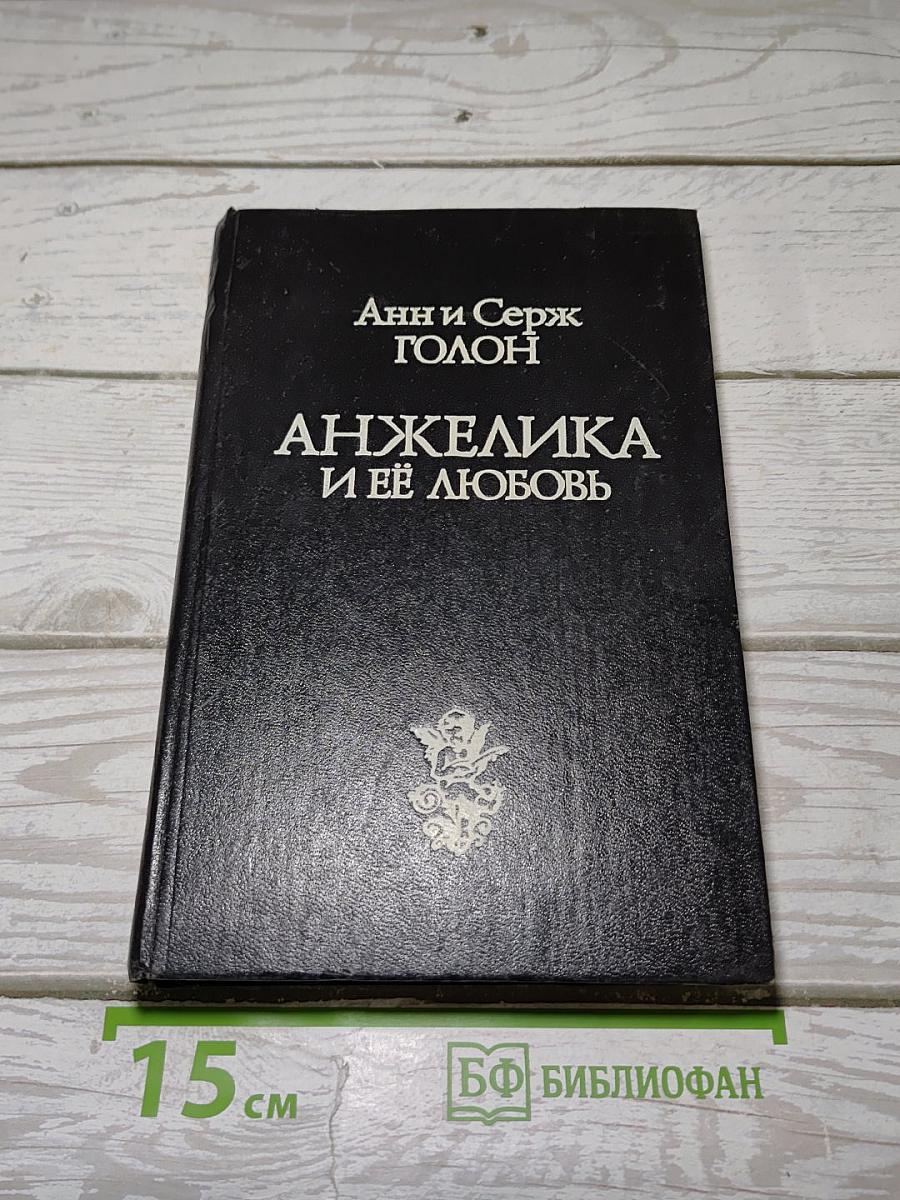 Анн и Серж
ГОЛОН
АНЖЕЛИКА
И ЕЁ ЛЮБОВЬ
15 см
БФ БИБЛИОФАН